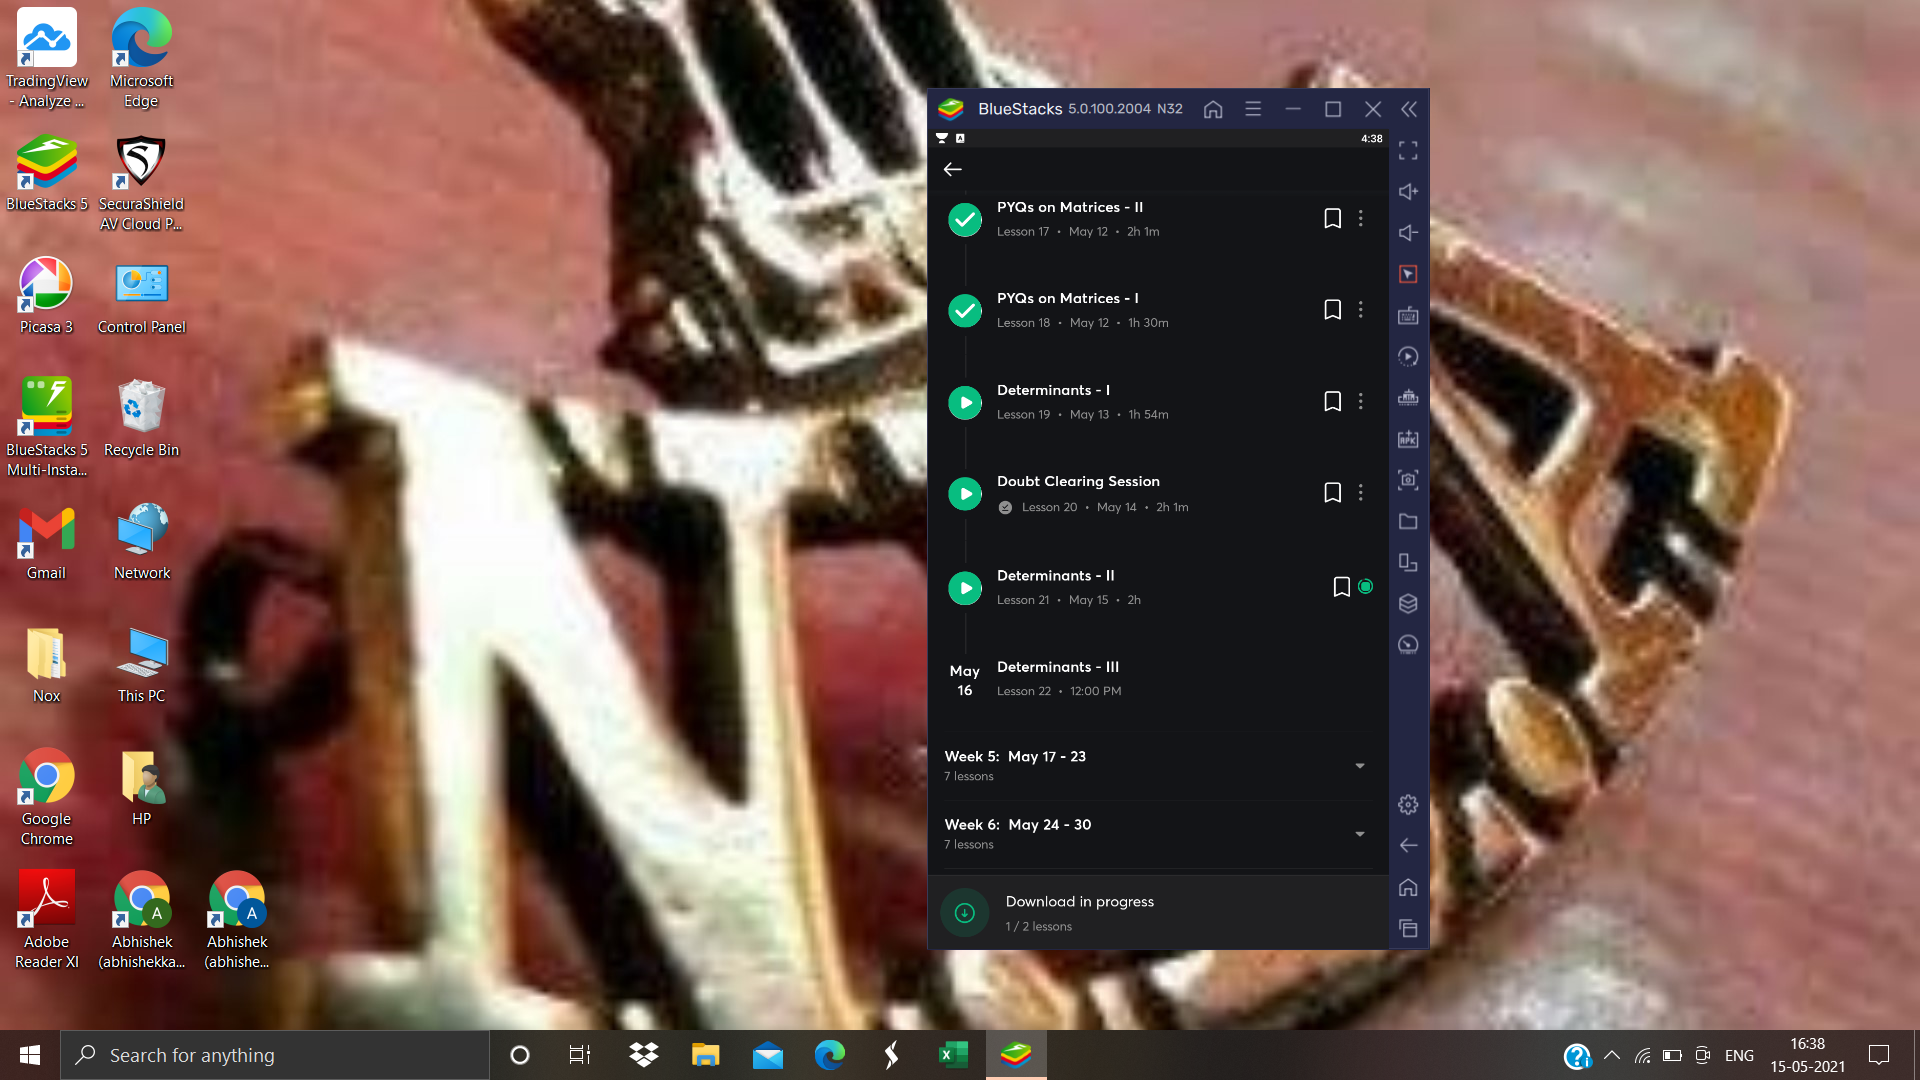 TradingView
- Analyze ...
Microsoft
Edge
BlueStacks 5
SecuraShield
AV Cloud P...
Picasa 3
Control Panel
BlueStacks 5
Multi-Insta...
Recycle Bin
Gmail
Network
Nox
This PC
Google
Chrome
HP
Adobe
Reader XI
A
Abhishek
(abhishekka...
A
Abhishek
(abhishe...
BlueStacks 5.0.100.2004 N32
A
4:38
PYQs on Matrices - II
Lesson 17 • May 12 • 2h 1m
PYQs on Matrices - I
Lesson 18 • May 12 • 1h 30m
Determinants - I
Lesson 19 • May 13 • 1h 54m
Doubt Clearing Session
Lesson 20 • May 14 • 2h 1m
Determinants - II
Lesson 21 • May 15 • 2h
May
16
Determinants - III
Lesson 22 • 12:00 PM
Week 5: May 17 - 23
7 lessons
Week 6: May 24 - 30
7 lessons
Download in progress
1 / 2 lessons
APK
Search for anything
ENG
16:38
15-05-2021